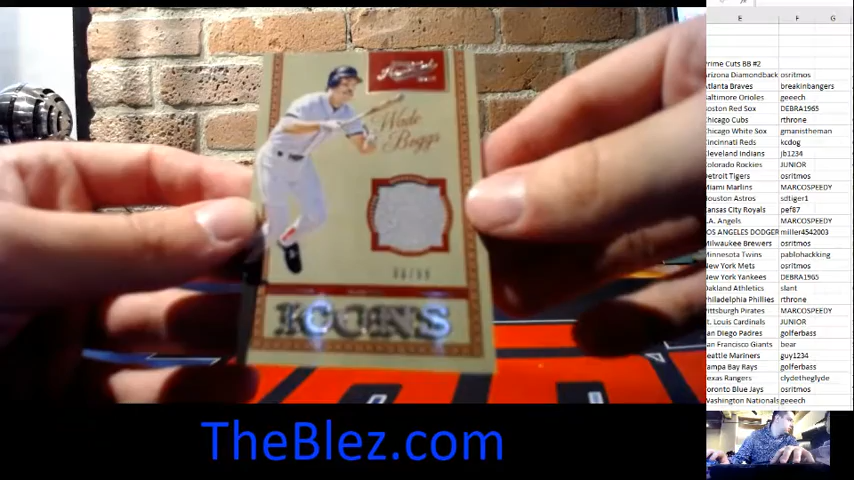 Wade
Boggs
ICONS
TheBlez.com
E F G
Prime Cuts BB #2
Arizona Diamondback osritmos
Atlanta Braves breakinbangers
Baltimore Orioles geeech
Boston Red Sox DEBRA1965
Chicago Cubs rthrone
Chicago White Sox gmanistheman
Cincinnati Reds kcdog
Cleveland Indians jb1234
Colorado Rockies JUNIOR
Detroit Tigers osritmos
Miami Marlins MARCOSPEEDY
Houston Astros sdtiger1
Kansas City Royals pef87
L.A. Angels MARCOSPEEDY
LOS ANGELES DODGER miller4542003
Milwaukee Brewers osritmos
Minnesota Twins pablohackking
New York Mets osritmos
New York Yankees DEBRA1965
Oakland Athletics slant
Philadelphia Phillies rthrone
Pittsburgh Pirates MARCOSPEEDY
St. Louis Cardinals JUNIOR
San Diego Padres golferbass
San Francisco Giants bear
Seattle Mariners guy1234
Tampa Bay Rays golferbass
Texas Rangers clydetheglyde
Toronto Blue Jays osritmos
Washington Nationals geeech